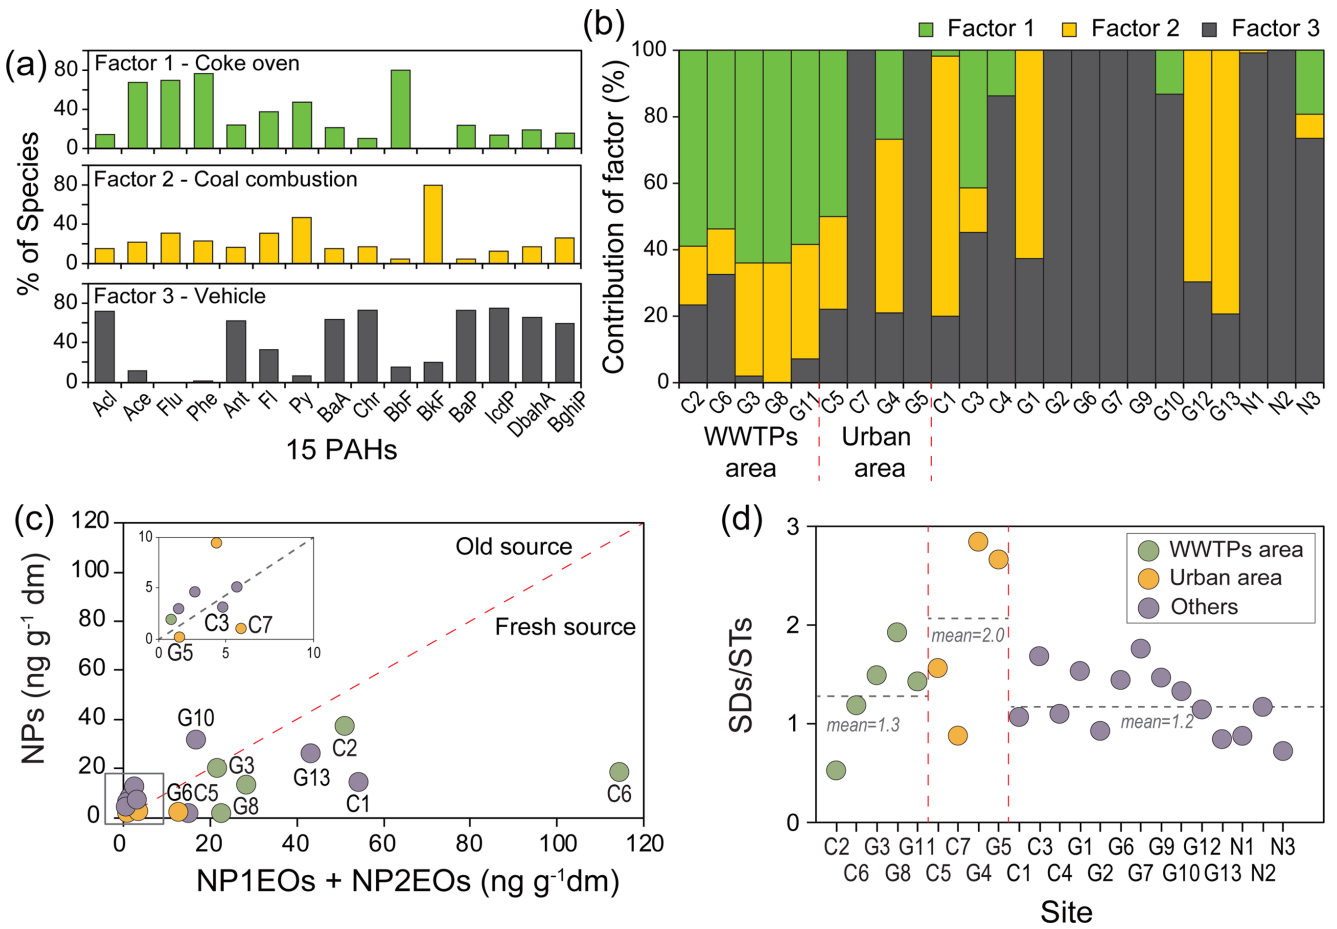 (a)
% of Species
80
40
0
Factor 1 - Coke oven
80
40
0
Factor 2 - Coal combustion
80
40
0
Factor 3 - Vehicle
Acl Ace Flu Phe Ant Fl Py BaA Chr BbF BkF BaP IcdP DbahA BghiP
15 PAHs
(b)
Factor 1 Factor 2 Factor 3
Contribution of factor (%)
100
80
60
40
20
0
C2 C6 G3 G8 G11 C5 C7 G4 G5 C1 C3 C4 G1 G2 G6 G7 G9 G10 G12 G13 N1 N2 N3
WWTPs Urban
area area
(c)
NPs (ng g-1 dm)
120
100
80
60
40
20
0
10
5
0
0 5 10
C3 C7
G5
Old source
Fresh source
G10
C2
G3
G13
G6 C5
G8
C1
C6
0 20 40 60 80 100 120
NP1EOs + NP2EOs (ng g-1dm)
(d)
SDs/STs
3
2
1
0
WWTPs area
Urban area
Others
mean=2.0
mean=1.3
mean=1.2
C2 G3 G11 C7 G5 C3 G1 G6 G9 G12 N1 N3
C6 G8 C5 G4 C1 C4 G2 G7 G10 G13 N2
Site